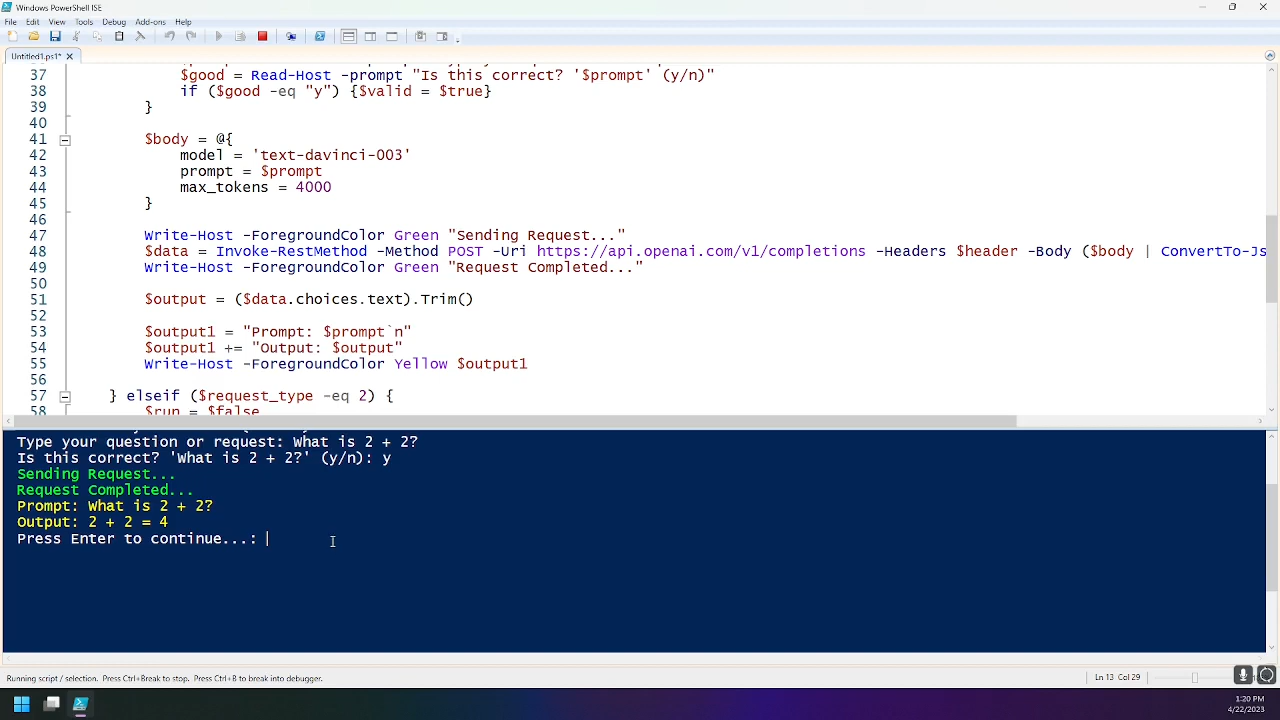 Windows PowerShell ISE
File Edit View Tools Debug Add-ons Help
Untitled1.ps1*
37 $good = Read-Host -prompt "Is this correct? '$prompt' (y/n)"
38 if ($good -eq "y") {$valid = $true}
39 }
40
41 $body = @{
42 model = 'text-davinci-003'
43 prompt = $prompt
44 max_tokens = 4000
45 }
46
47 Write-Host -ForegroundColor Green "Sending Request..."
48 $data = Invoke-RestMethod -Method POST -Uri https://api.openai.com/v1/completions -Headers $header -Body ($body | ConvertTo-Js
49 Write-Host -ForegroundColor Green "Request Completed..."
50
51 $output = ($data.choices.text).Trim()
52
53 $output1 = "Prompt: $prompt`n"
54 $output1 += "Output: $output"
55 Write-Host -ForegroundColor Yellow $output1
56
57 } elseif ($request_type -eq 2) {
58 $run = $false
Type your question or request: What is 2 + 2?
Is this correct? 'What is 2 + 2?' (y/n): y
Sending Request...
Request Completed...
Prompt: What is 2 + 2?
Output: 2 + 2 = 4
Press Enter to continue...:
Running script / selection. Press Ctrl+Break to stop. Press Ctrl+B to break into debugger.
Ln 13 Col 29
1:20 PM
4/22/2023